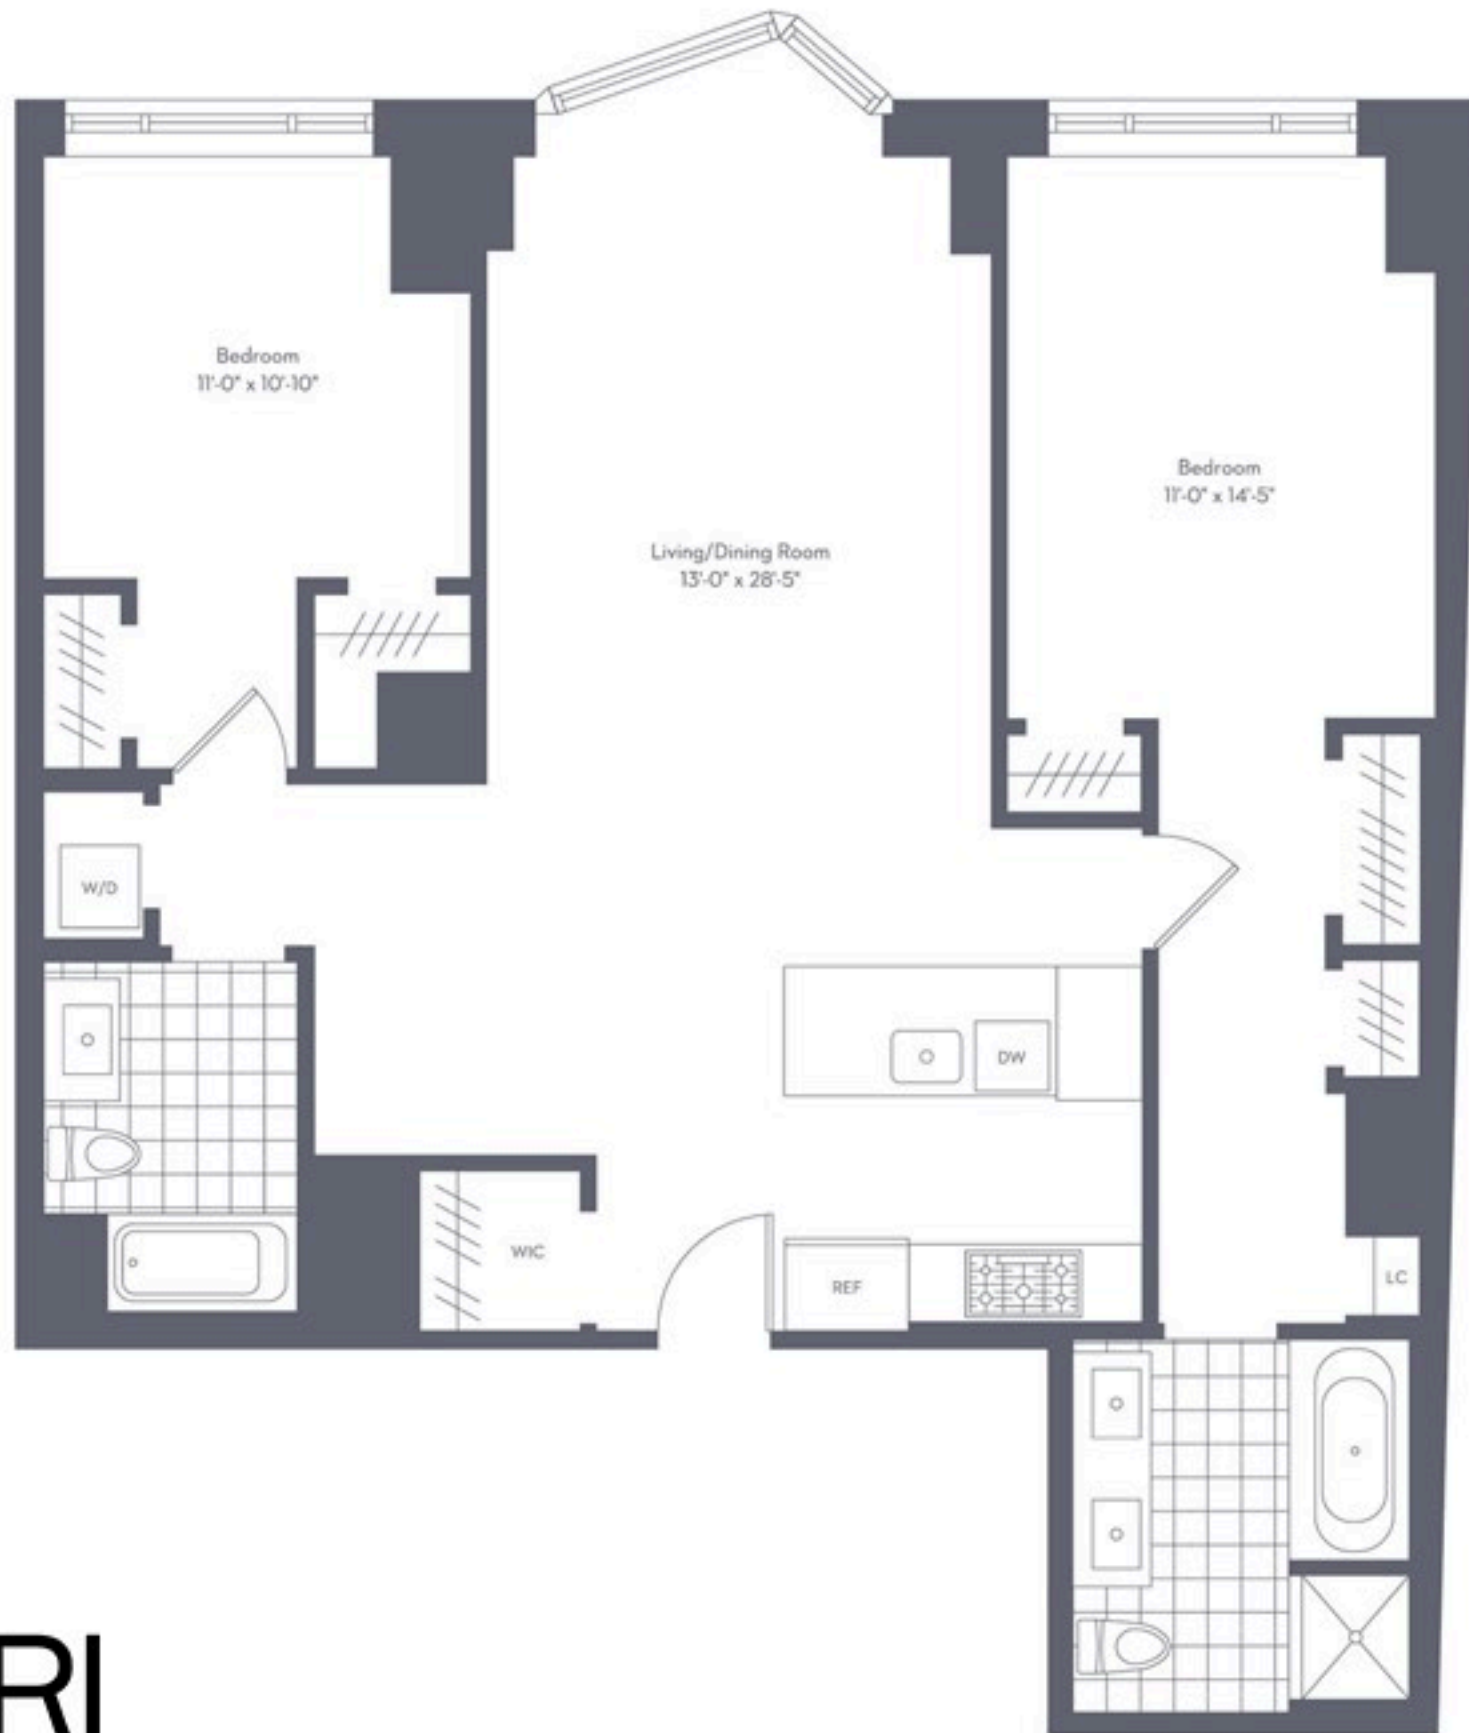 Bedroom
11'-0" x 10'-10"
Bedroom
11'-0" x 14'-5"
Living/Dining Room
13'-0" x 28'-5"
W/D
DW
WIC
REF
LC
RI